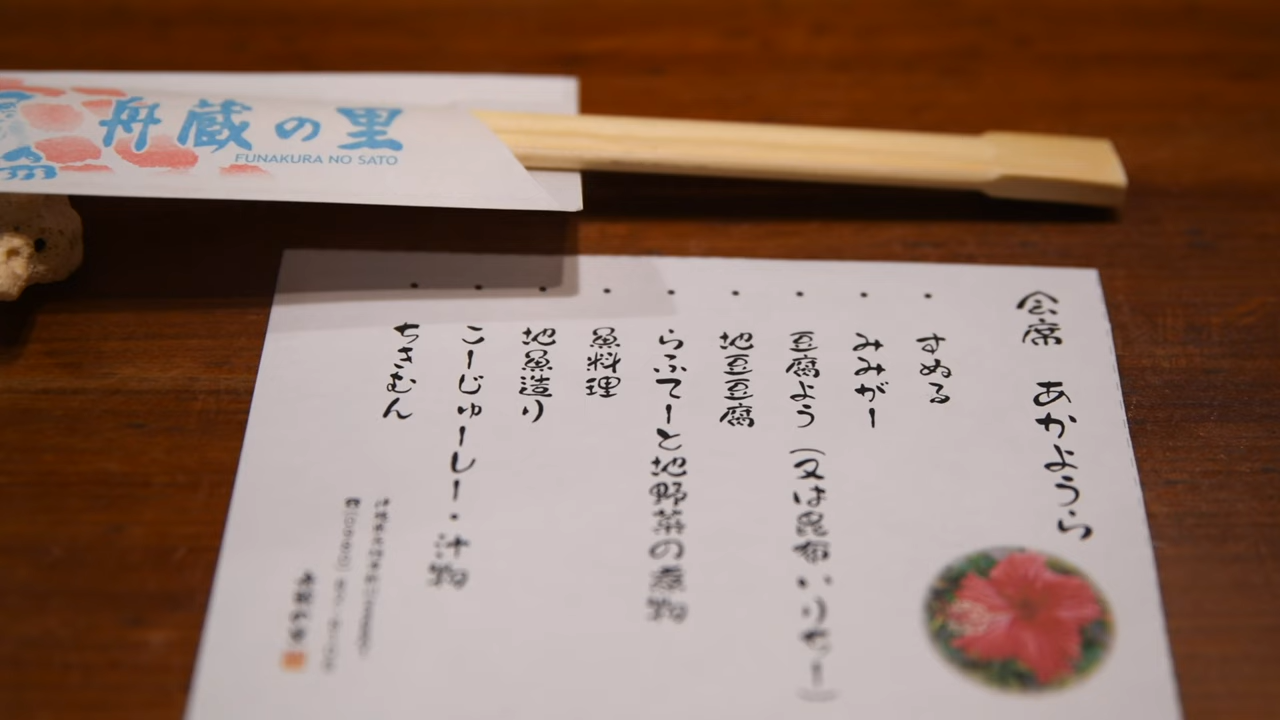 舟蔵の里
FUNAKURA NO SATO
会席 あかようら
・すぬる
・みみがー
・豆腐よう（又は昆布いりちー）
・地豆豆腐
・らふてーと地野菜の煮物
・魚料理
・地魚造り
・こーじゅーしー・汁物
・ちきむん